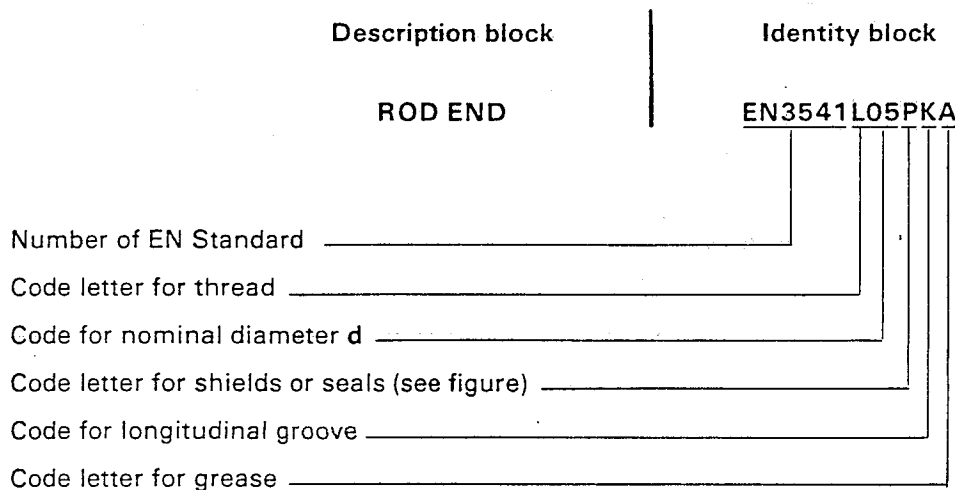 Description block Identity block
ROD END EN3541L05PKA
Number of EN Standard
Code letter for thread
Code for nominal diameter d
Code letter for shields or seals (see figure)
Code for longitudinal groove
Code letter for grease